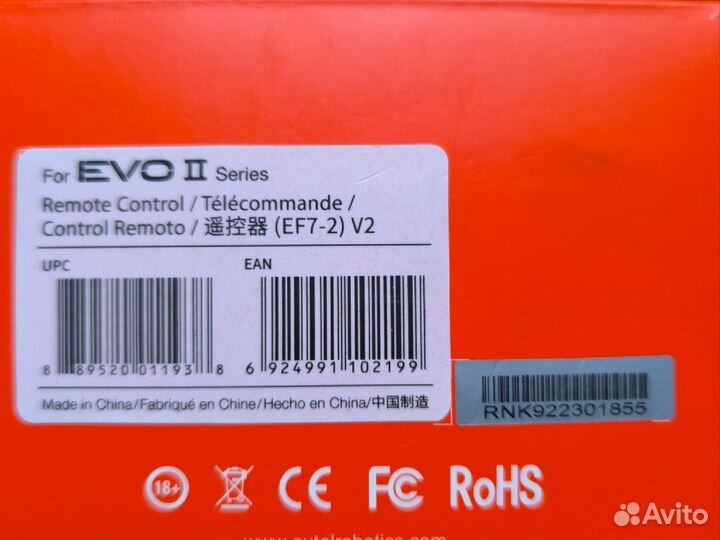 For EVO II Series
Remote Control / Télécommande /
Control Remoto / 遥控器 (EF7-2) V2
UPC EAN
8 89520 01193 8 6 924991 102199
RNK922301855
Made in China/Fabriqué en Chine/Hecho en China/中国制造
18+ CE FC RoHS
Avito